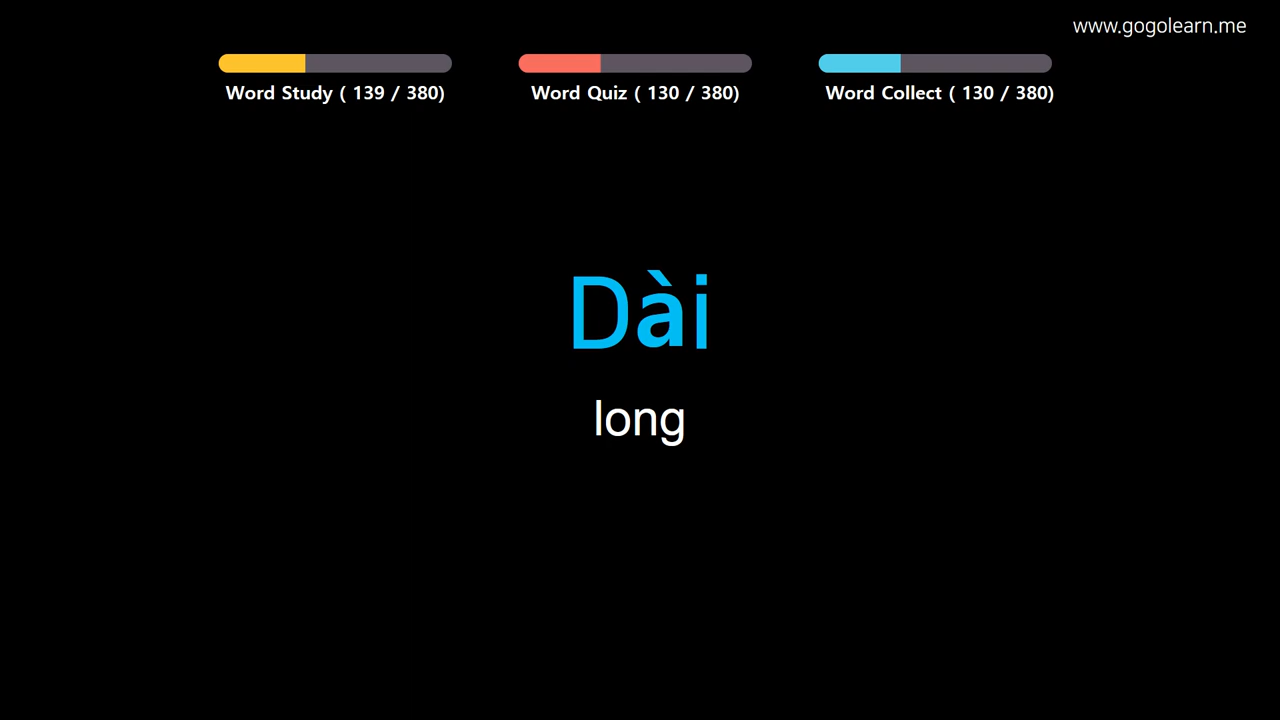 www.gogolearn.me
Word Study ( 139 / 380)
Word Quiz ( 130 / 380)
Word Collect ( 130 / 380)
Dài
long